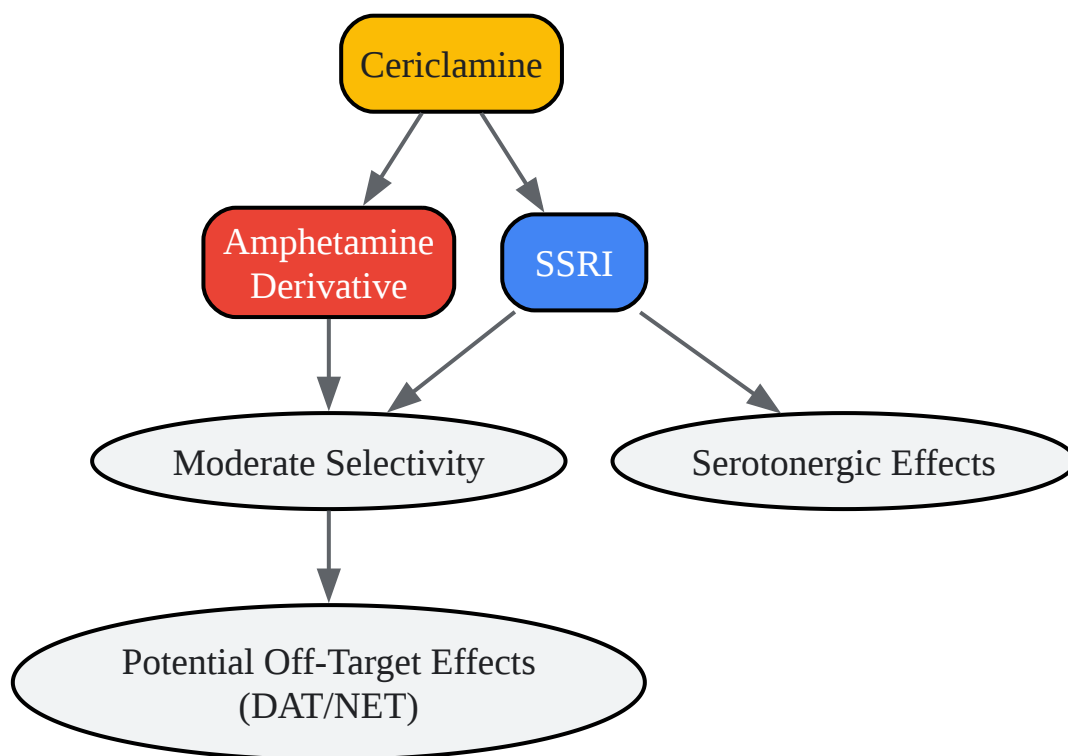 Cericlamine
Amphetamine
Derivative
SSRI
Moderate Selectivity
Serotonergic Effects
Potential Off-Target Effects
(DAT/NET)